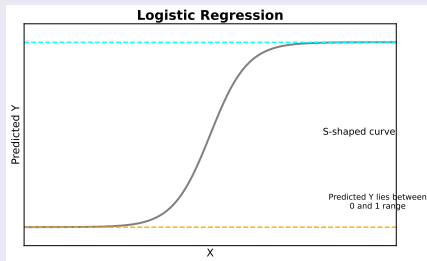 Logistic Regression
Predicted Y
S-shaped curve
Predicted Y lies between
0 and 1 range
X